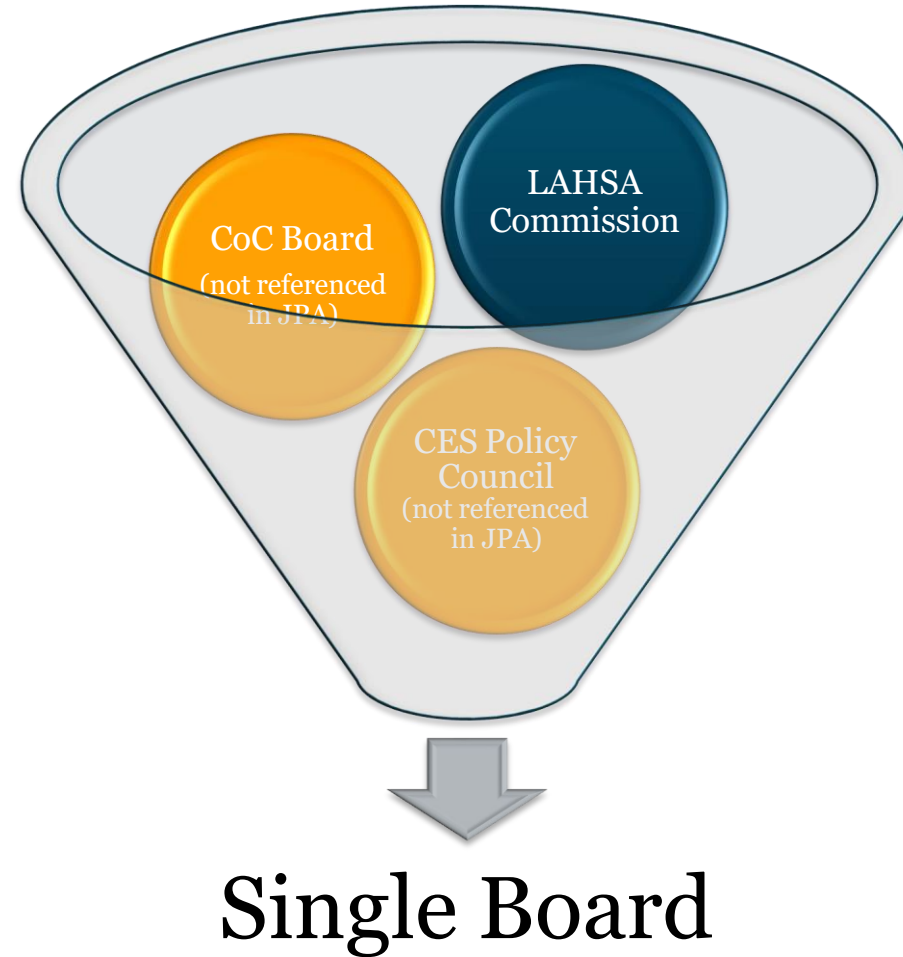 LAHSA
Commission
CoC Board
(not referenced
in JPA)
CES Policy
Council
(not referenced
in JPA)
Single Board